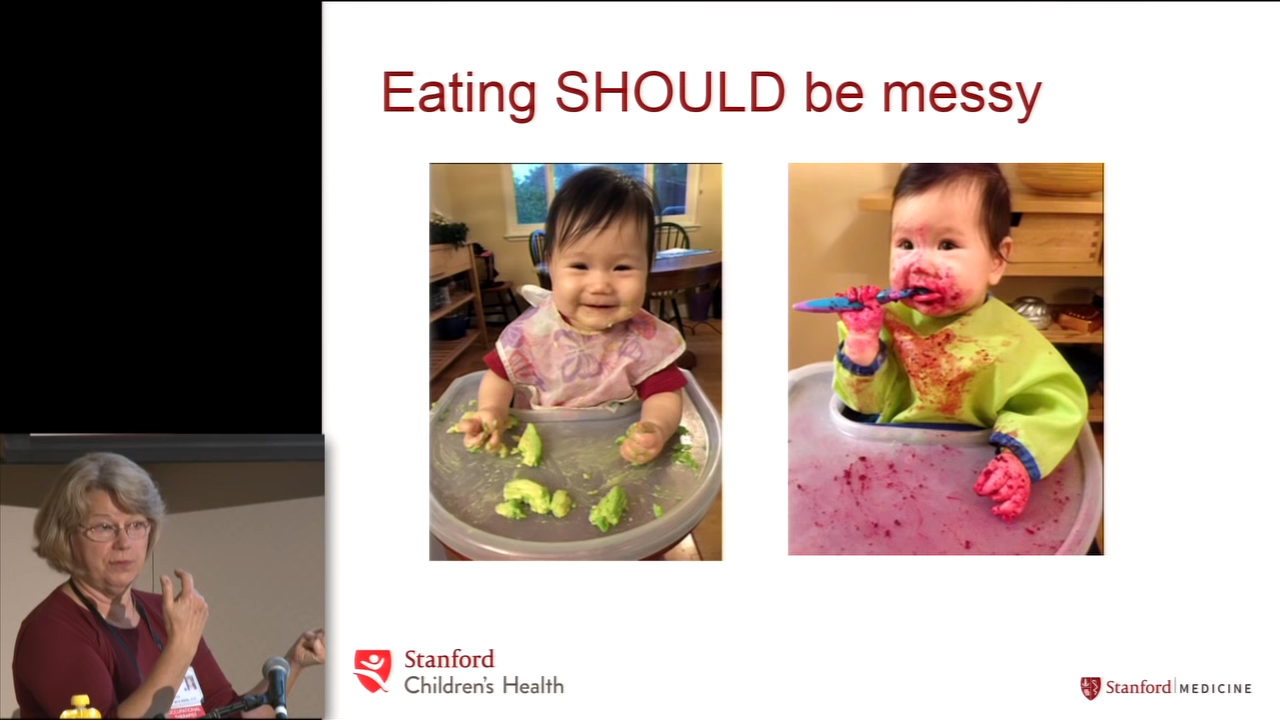 Eating SHOULD be messy
Stanford
Children's Health
Stanford MEDICINE